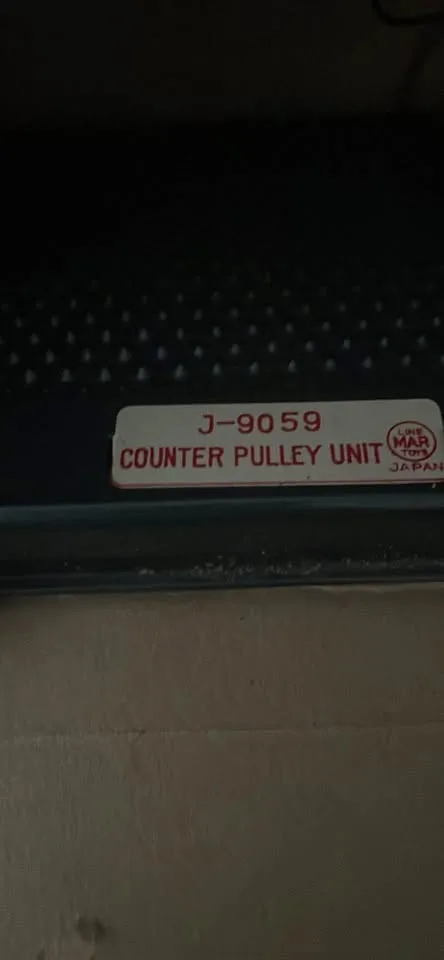 J-9059
COUNTER PULLEY UNIT
LINE
MAR
TOYS
JAPAN